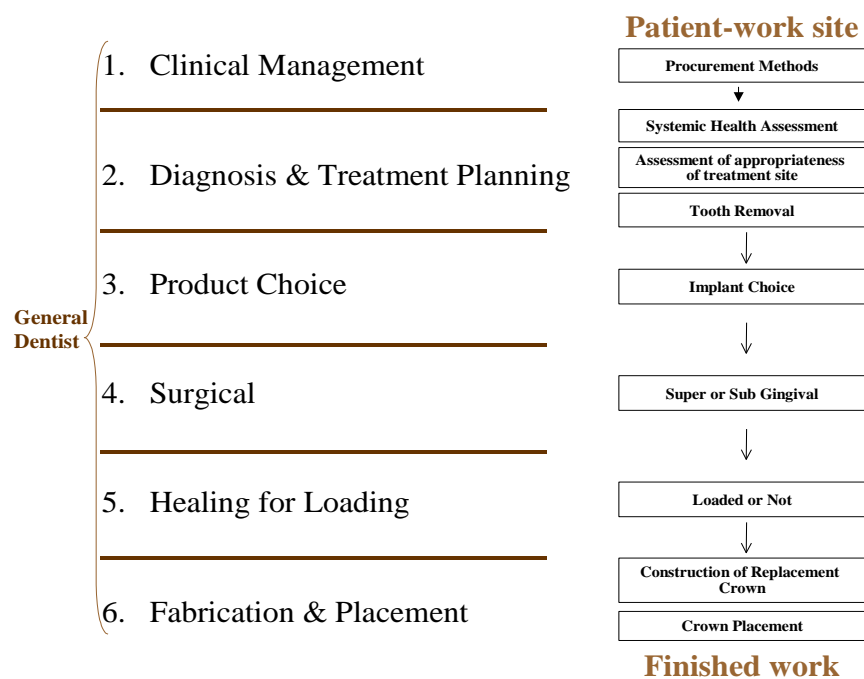 Patient-work site
1. Clinical Management
Procurement Methods
Systemic Health Assessment
2. Diagnosis & Treatment Planning
Assessment of appropriateness
of treatment site
Tooth Removal
3. Product Choice
Implant Choice
General
Dentist
4. Surgical
Super or Sub Gingival
5. Healing for Loading
Loaded or Not
Construction of Replacement
Crown
6. Fabrication & Placement
Crown Placement
Finished work